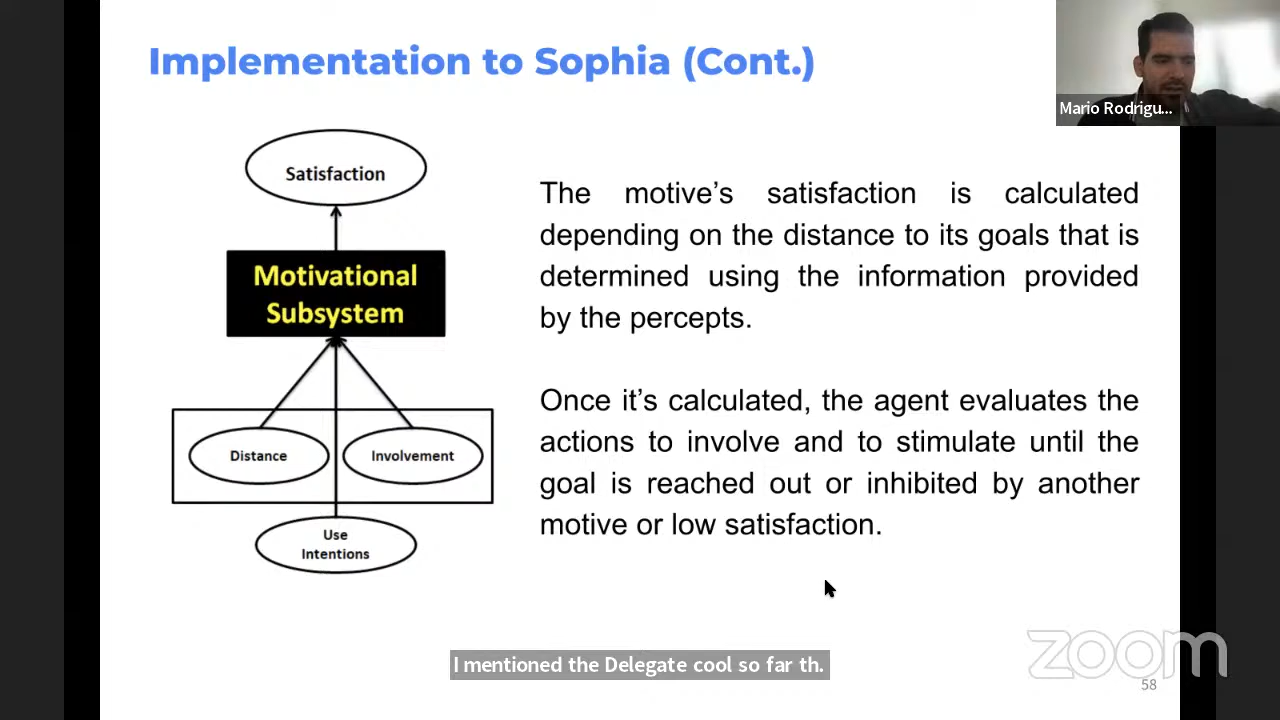 Implementation to Sophia (Cont.)
Mario Rodrigu...
Satisfaction
Motivational
Subsystem
Distance
Involvement
Use
Intentions
The motive’s satisfaction is calculated
depending on the distance to its goals that is
determined using the information provided
by the percepts.
Once it’s calculated, the agent evaluates the
actions to involve and to stimulate until the
goal is reached out or inhibited by another
motive or low satisfaction.
I mentioned the Delegate cool so far th.
zoom
58